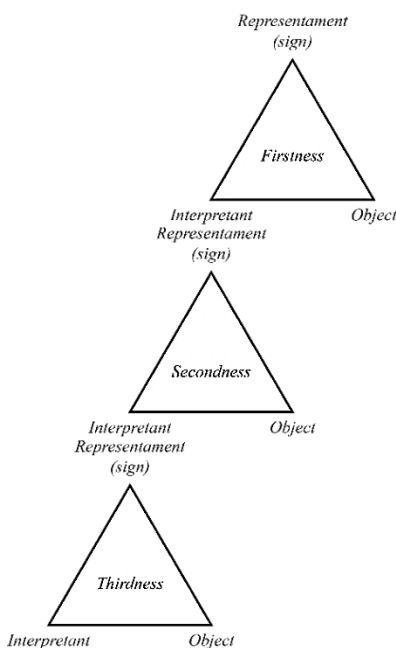 Representament
(sign)
Firstness
Interpretant Object
Representament
(sign)
Secondness
Interpretant Object
Representament
(sign)
Thirdness
Interpretant Object